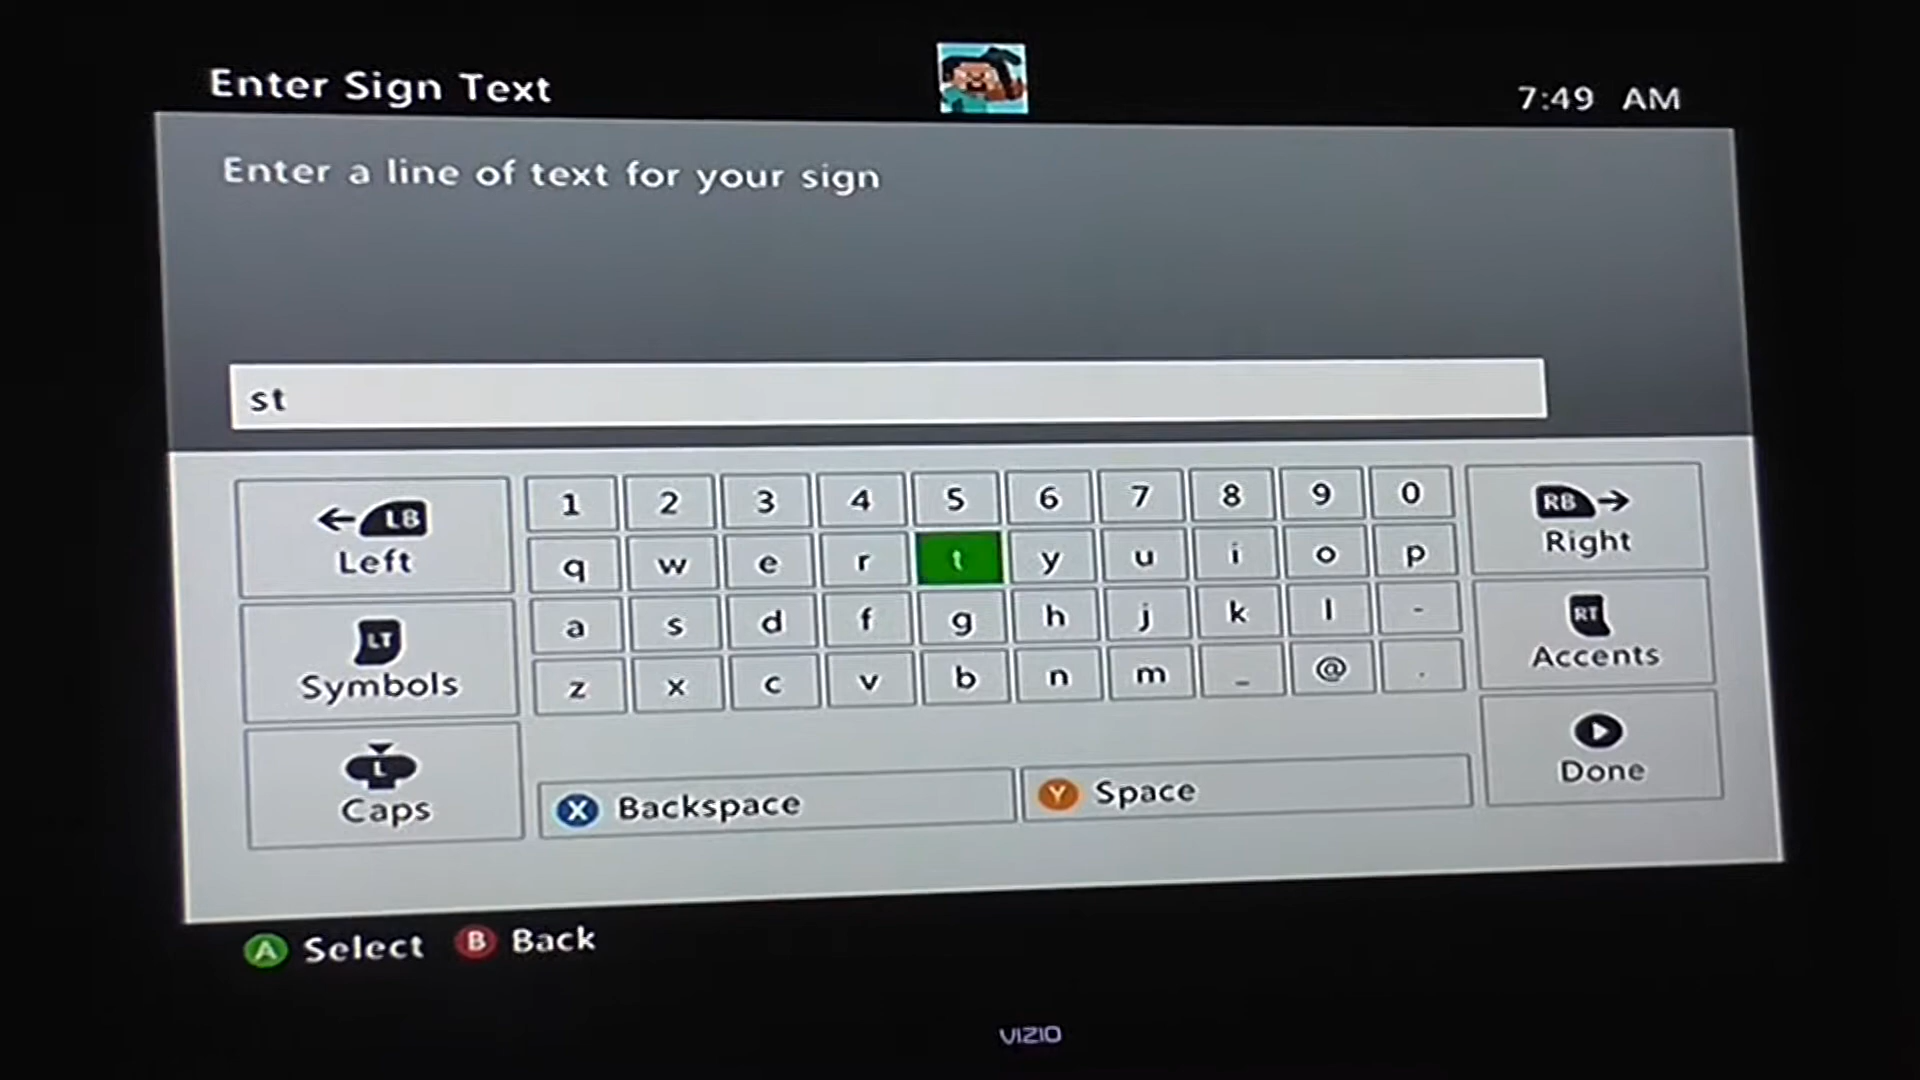 Enter Sign Text
7:49 AM
Enter a line of text for your sign
st
LB
Left
1 2 3 4 5 6 7 8 9 0
RB
Right
q w e r t y u i o p
LT
Symbols
a s d f g h j k l -
RT
Accents
z x c v b n m _ @ .
L
Caps
X Backspace
Y Space
Done
A Select B Back
VIZIO